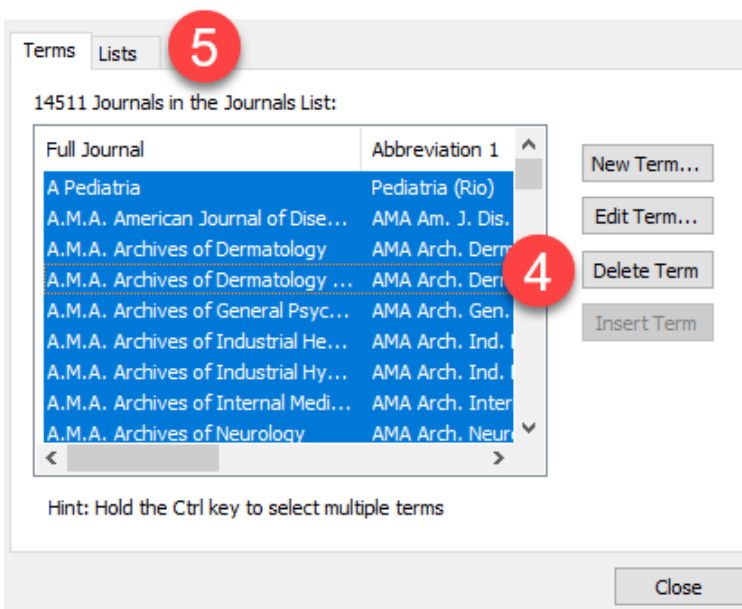 Terms Lists 5
14511 Journals in the Journals List:
Full Journal Abbreviation 1
A Pediatria Pediatria (Rio)
A.M.A. American Journal of Dise... AMA Am. J. Dis.
A.M.A. Archives of Dermatology AMA Arch. Derm
A.M.A. Archives of Dermatology ... AMA Arch. Der
A.M.A. Archives of General Psyc... AMA Arch. Gen.
A.M.A. Archives of Industrial He... AMA Arch. Ind.
A.M.A. Archives of Industrial Hy... AMA Arch. Ind.
A.M.A. Archives of Internal Medi... AMA Arch. Inter
A.M.A. Archives of Neurology AMA Arch. Neur
New Term...
Edit Term...
4 Delete Term
Insert Term
Hint: Hold the Ctrl key to select multiple terms
Close